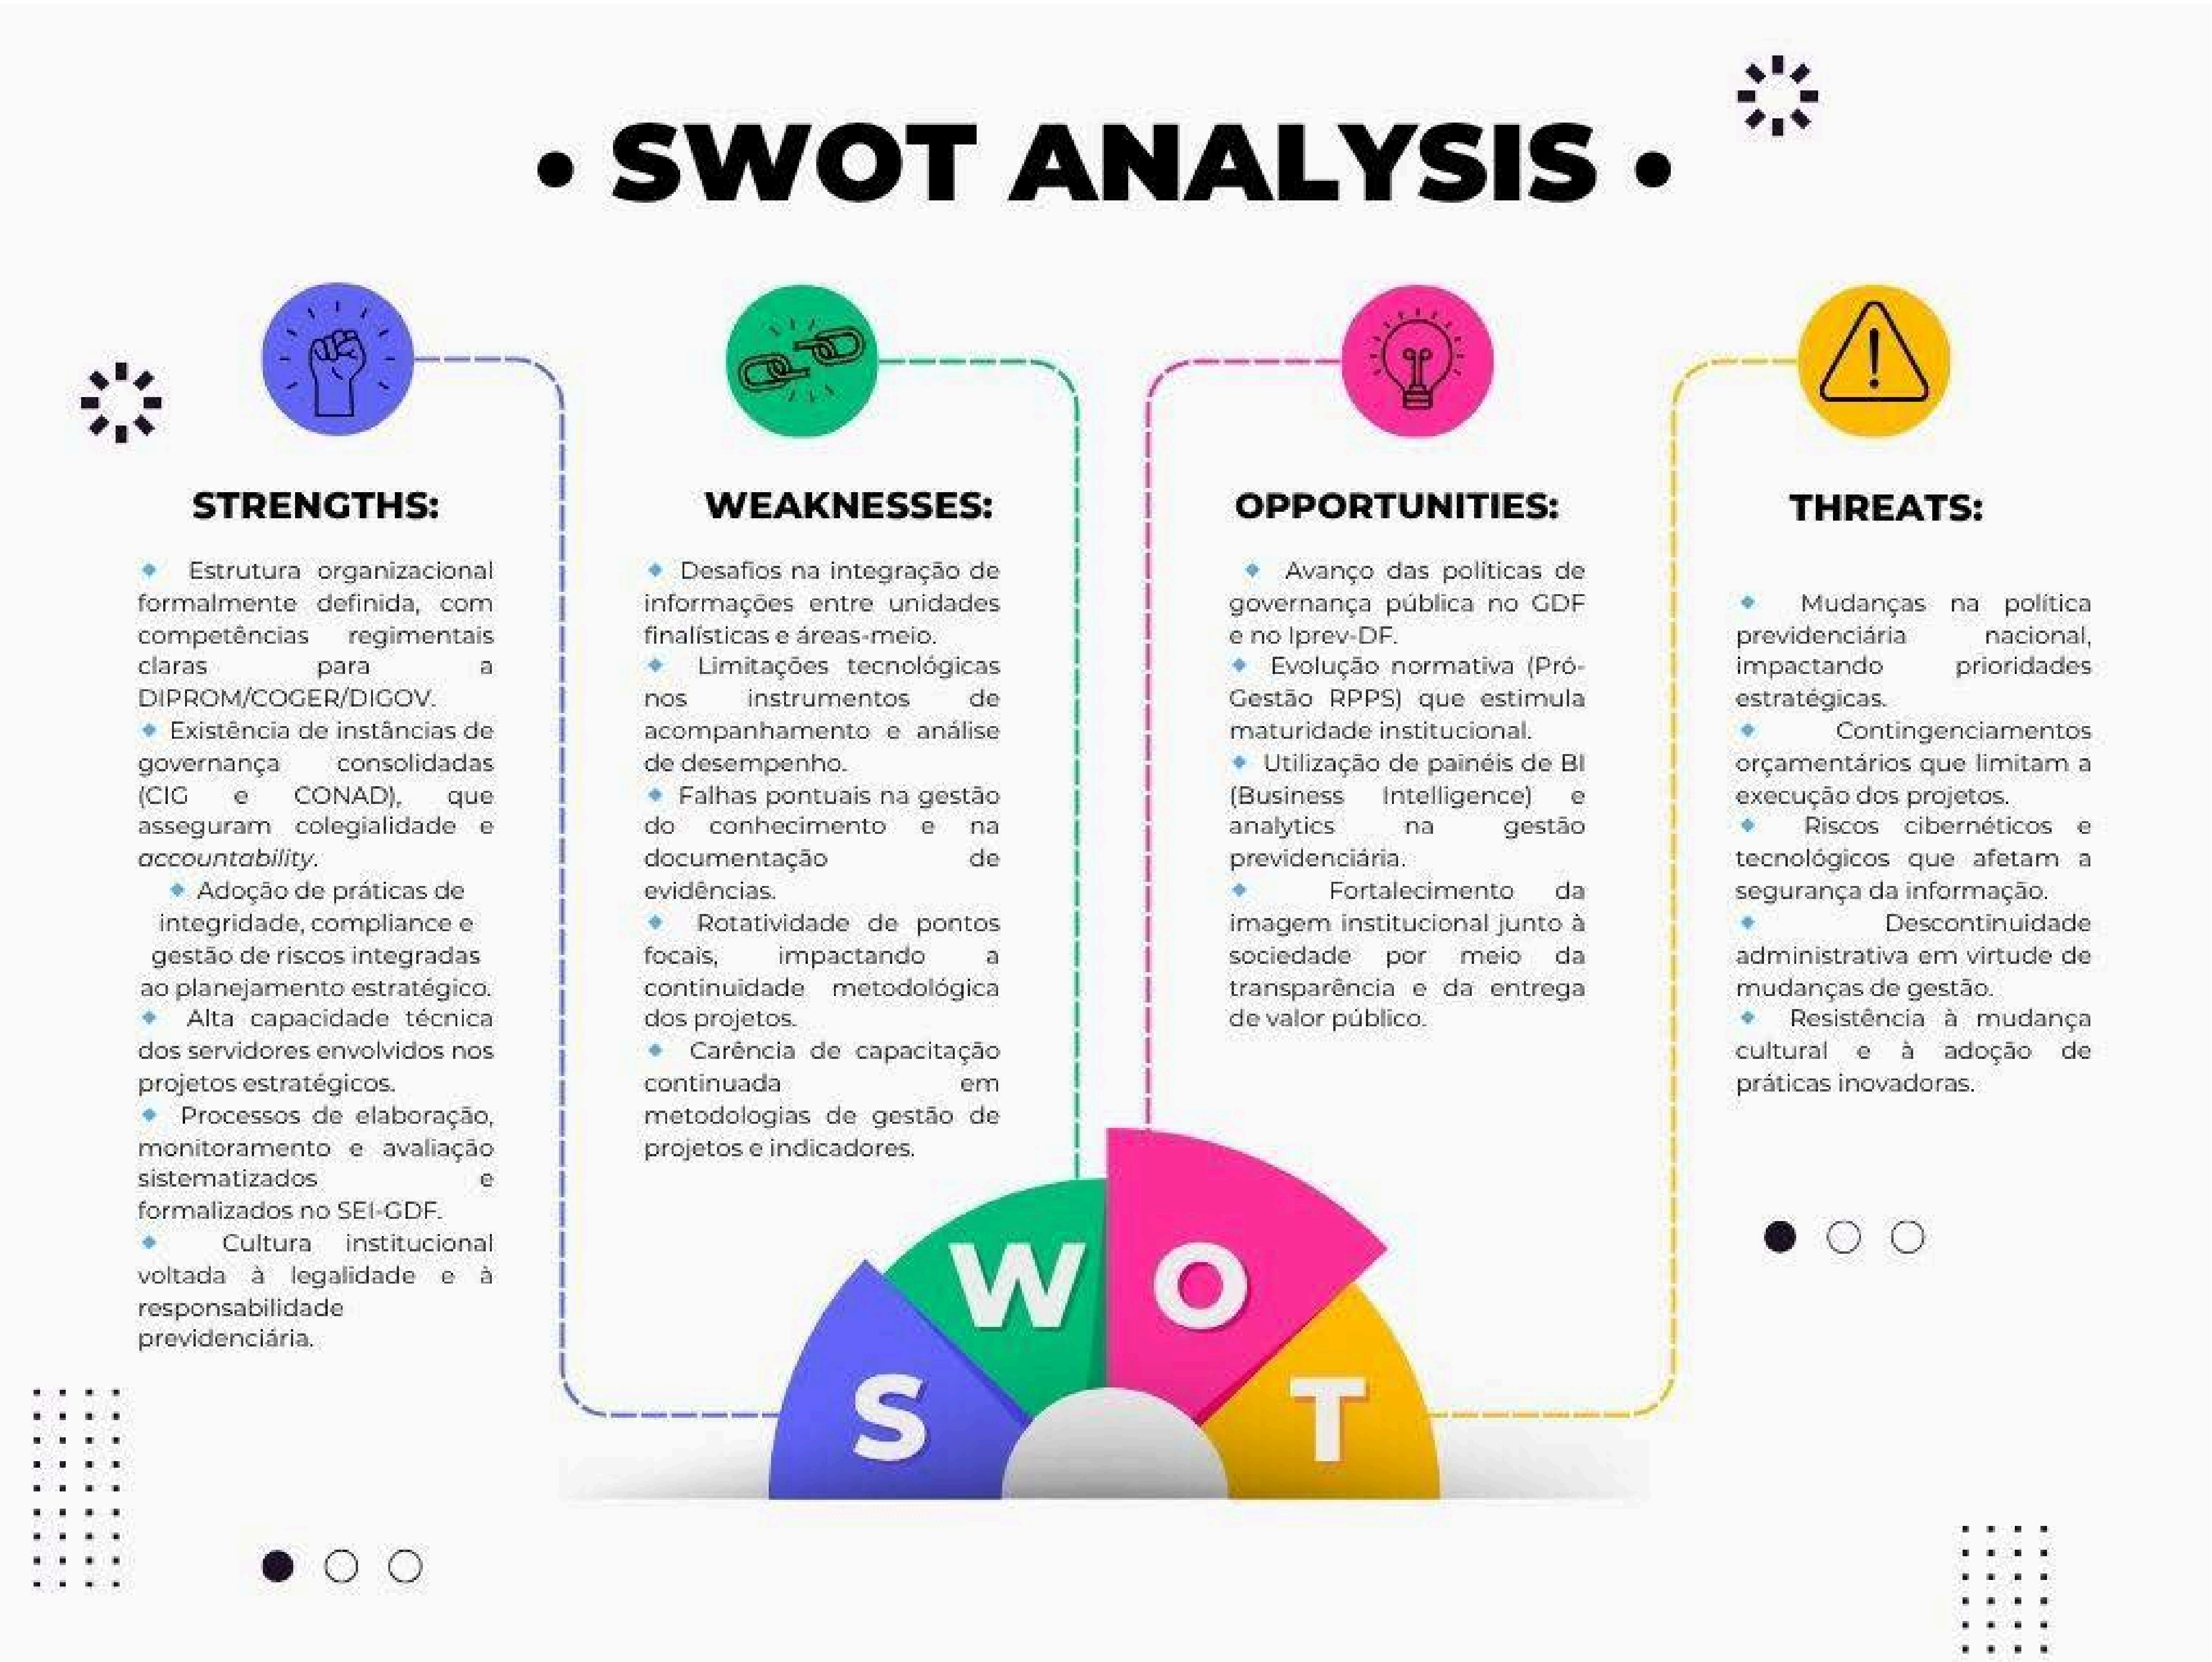 • SWOT ANALYSIS •
STRENGTHS:
❖ Estrutura organizacional
formalmente definida, com
competências regimentais
claras para a
DIPROM/COGER/DIGOV.
❖ Existência de instâncias de
governança consolidadas
(CIG e CONAD), que
asseguram colegialidade e
accountability.
❖ Adoção de práticas de
integridade, compliance e
gestão de riscos integradas
ao planejamento estratégico.
❖ Alta capacidade técnica
dos servidores envolvidos nos
projetos estratégicos.
❖ Processos de elaboração,
monitoramento e avaliação
sistematizados e
formalizados no SEI-GDF.
❖ Cultura institucional
voltada à legalidade e à
responsabilidade
previdenciária.
WEAKNESSES:
❖ Desafios na integração de
informações entre unidades
finalísticas e áreas-meio.
❖ Limitações tecnológicas
nos instrumentos de
acompanhamento e análise
de desempenho.
❖ Falhas pontuais na gestão
do conhecimento e na
documentação de
evidências.
❖ Rotatividade de pontos
focais, impactando a
continuidade metodológica
dos projetos.
❖ Carência de capacitação
continuada em
metodologias de gestão de
projetos e indicadores.
OPPORTUNITIES:
❖ Avanço das políticas de
governança pública no GDF
e no Iprev-DF.
❖ Evolução normativa (Pró-
Gestão RPPS) que estimula
maturidade institucional.
❖ Utilização de painéis de BI
(Business Intelligence) e
analytics na gestão
previdenciária.
❖ Fortalecimento da
imagem institucional junto à
sociedade por meio da
transparência e da entrega
de valor público.
THREATS:
❖ Mudanças na política
previdenciária nacional,
impactando prioridades
estratégicas.
❖ Contingenciamentos
orçamentários que limitam a
execução dos projetos.
❖ Riscos cibernéticos e
tecnológicos que afetam a
segurança da informação.
❖ Descontinuidade
administrativa em virtude de
mudanças de gestão.
❖ Resistência à mudança
cultural e à adoção de
práticas inovadoras.
S
W
O
T